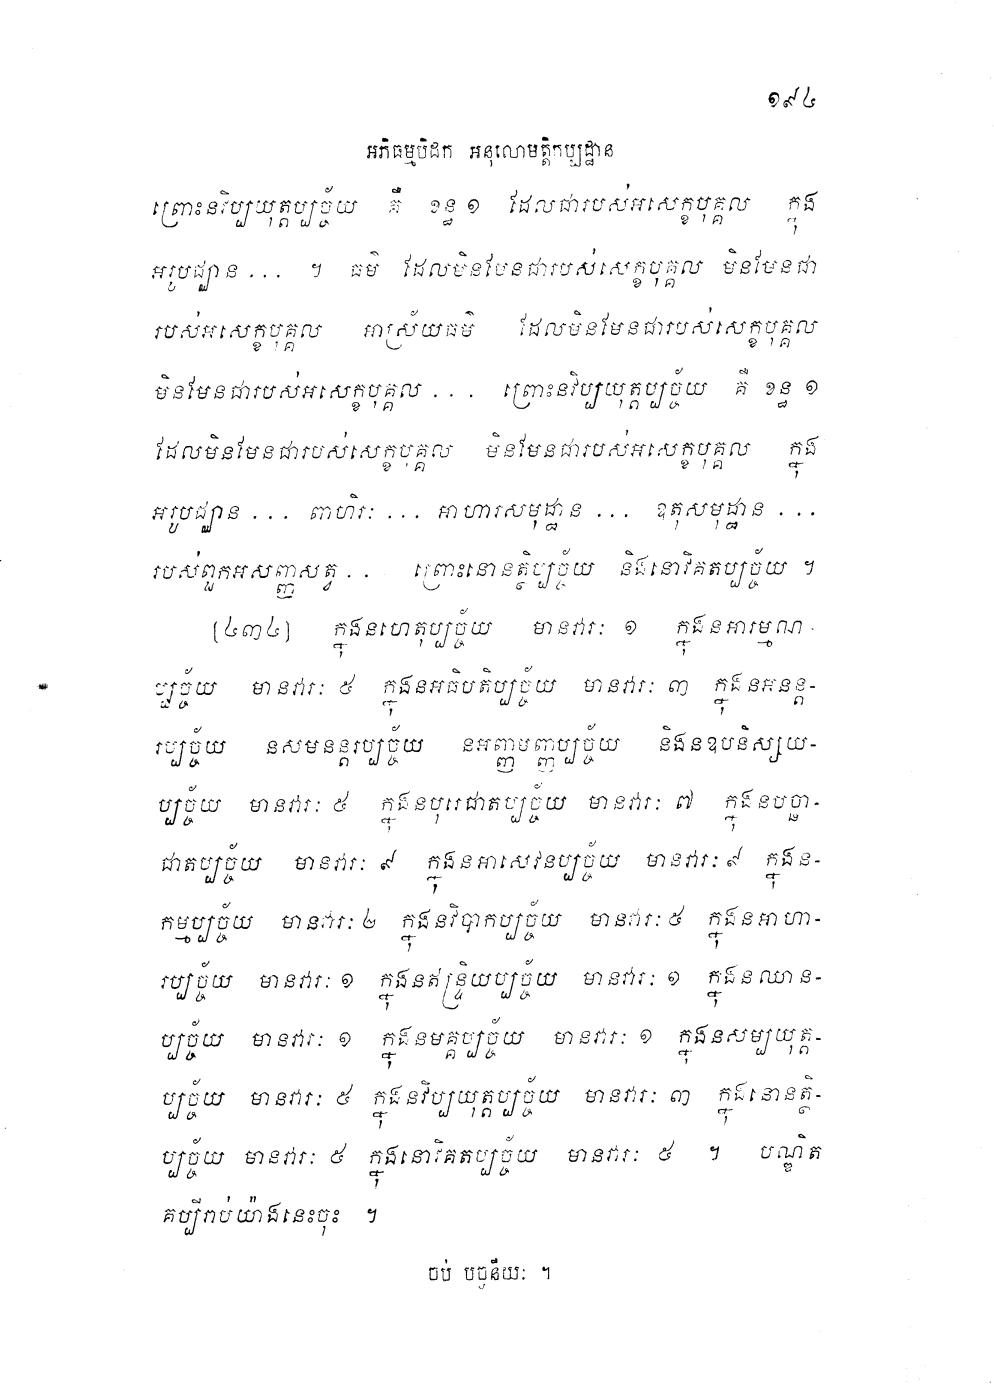 ១៩៤
អភិធម្មបិដក អនុលោមត្តិកប្បដ្ឋាន
ព្រោះនវិប្បយុត្តប្បច្ច័យ គឺ ខន្ធ ១ ដែលជារបស់អសេក្ខបុគ្គល ក្នុង
អរូបជ្ឈាន ... ។ ធម៌ ដែលមិនមែនជារបស់សេក្ខបុគ្គល មិនមែនជា
របស់អសេក្ខបុគ្គល អាស្រ័យធម៌ ដែលមិនមែនជារបស់សេក្ខបុគ្គល
មិនមែនជារបស់អសេក្ខបុគ្គល ... ព្រោះនវិប្បយុត្តប្បច្ច័យ គឺ ខន្ធ ១
ដែលមិនមែនជារបស់សេក្ខបុគ្គល មិនមែនជារបស់អសេក្ខបុគ្គល ក្នុង
អរូបជ្ឈាន ... ពាហិរៈ ... អាហារសមុដ្ឋាន ... ឧតុសមុដ្ឋាន ...
របស់ពួកអសញ្ញាសត្វ .. ព្រោះនោនត្ថិប្បច្ច័យ និងនោវិគតប្បច្ច័យ ។
(៤៣៤) ក្នុងនហេតុប្បច្ច័យ មានវារៈ ១ ក្នុងនអារម្មណ-
ប្បច្ច័យ មានវារៈ ៥ ក្នុងនអធិបតិប្បច្ច័យ មានវារៈ ៣ ក្នុងនអនន្ត-
រប្បច្ច័យ នសមនន្តរប្បច្ច័យ នអញ្ញមញ្ញប្បច្ច័យ និងនឧបនិស្សយ-
ប្បច្ច័យ មានវារៈ ៥ ក្នុងនបុរេជាតប្បច្ច័យ មានវារៈ ៧ ក្នុងនបច្ឆា-
ជាតប្បច្ច័យ មានវារៈ ៩ ក្នុងនអាសេវនប្បច្ច័យ មានវារៈ ៩ ក្នុងន-
កម្មប្បច្ច័យ មានវារៈ ៤ ក្នុងនវិបាកប្បច្ច័យ មានវារៈ ៥ ក្នុងនអាហា-
រប្បច្ច័យ មានវារៈ ១ ក្នុងនឥន្ទ្រិយប្បច្ច័យ មានវារៈ ១ ក្នុងនឈាន-
ប្បច្ច័យ មានវារៈ ១ ក្នុងនមគ្គប្បច្ច័យ មានវារៈ ១ ក្នុងនសម្បយុត្ត-
ប្បច្ច័យ មានវារៈ ៥ ក្នុងនវិប្បយុត្តប្បច្ច័យ មានវារៈ ៣ ក្នុងនោនត្ថិ-
ប្បច្ច័យ មានវារៈ ៥ ក្នុងនោវិគតប្បច្ច័យ មានវារៈ ៥ ។ បណ្ឌិត
គប្បីរាប់យ៉ាងនេះចុះ ។
ចប់ បច្ចនីយៈ ។